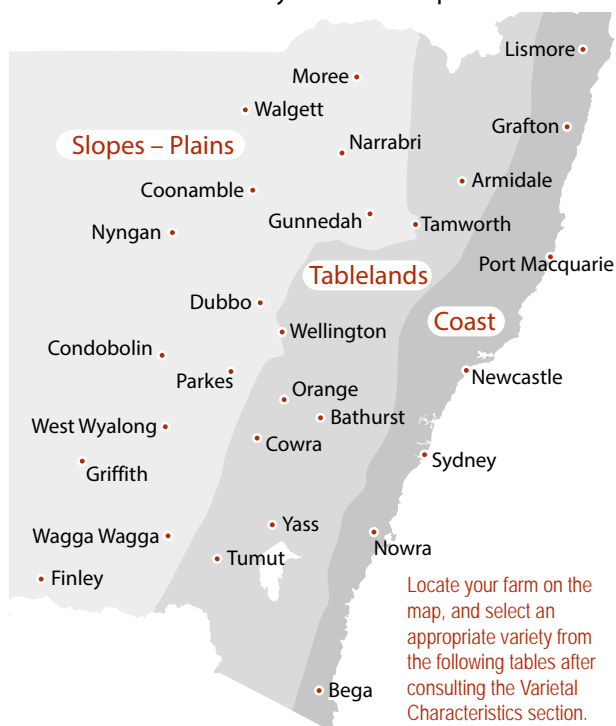 Lismore
Moree
Walgett
Grafton
Slopes – Plains
Narrabri
Armidale
Coonamble
Gunnedah
Tamworth
Nyngan
Port Macquarie
Tablelands
Dubbo
Coast
Wellington
Condobolin
Newcastle
Parkes
Orange
Bathurst
West Wyalong
Cowra
Sydney
Griffith
Yass
Wagga Wagga
Nowra
Tumut
Finley
Locate your farm on the
map, and select an
appropriate variety from
the following tables after
consulting the Varietal
Characteristics section.
Bega